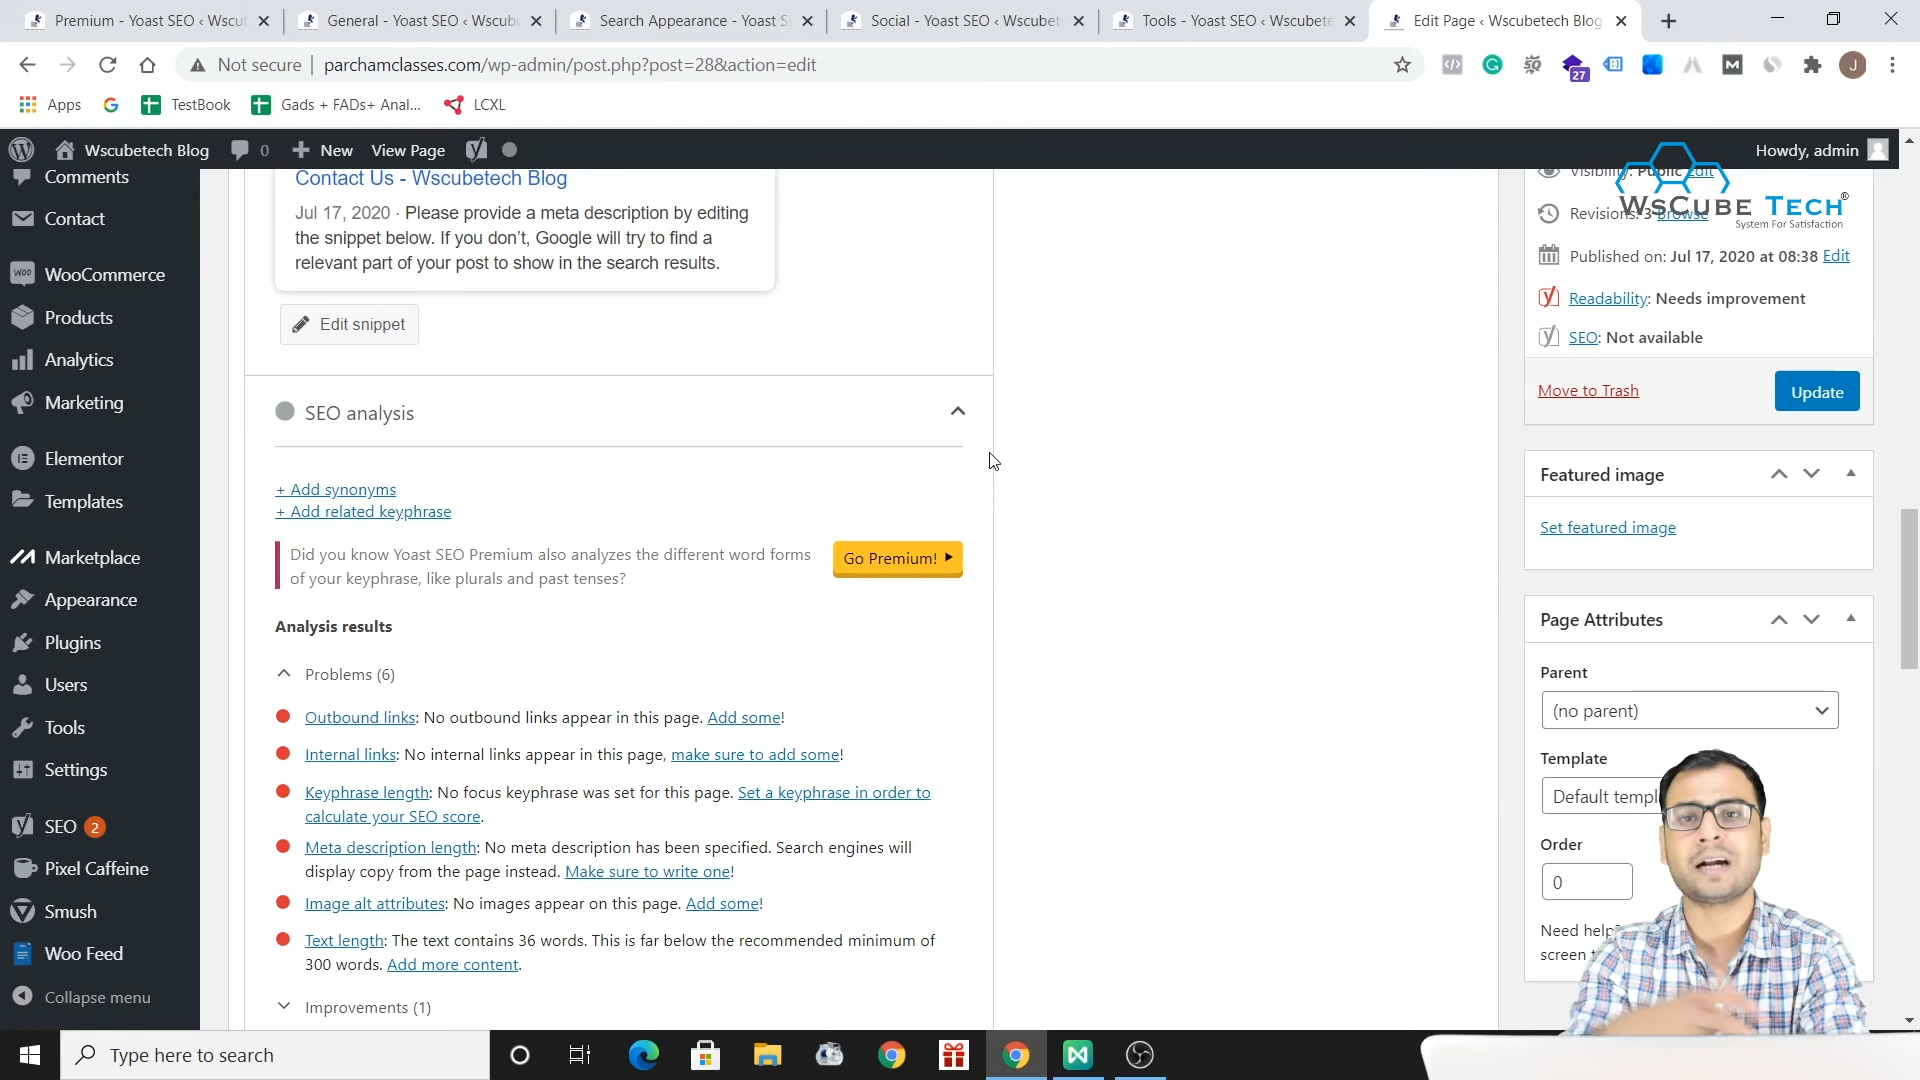 Premium - Yoast SEO ‹ Wscu
General - Yoast SEO ‹ Wscube
Search Appearance - Yoast S
Social - Yoast SEO ‹ Wscubet
Tools - Yoast SEO ‹ Wscubete
Edit Page ‹ Wscubetech Blog
Not secure
parchamclasses.com/wp-admin/post.php?post=28&action=edit
27
J
Apps
TestBook
Gads + FADs+ Anal...
LCXL
Wscubetech Blog
0
New
View Page
Howdy, admin
Comments
Contact
WooCommerce
Products
Analytics
Marketing
Elementor
Templates
Marketplace
Appearance
Plugins
Users
Tools
Settings
SEO 2
Pixel Caffeine
Smush
Woo Feed
Collapse menu
Contact Us - Wscubetech Blog
Jul 17, 2020 · Please provide a meta description by editing
the snippet below. If you don't, Google will try to find a
relevant part of your post to show in the search results.
Edit snippet
SEO analysis
+ Add synonyms
+ Add related keyphrase
Did you know Yoast SEO Premium also analyzes the different word forms
of your keyphrase, like plurals and past tenses?
Go Premium!
Analysis results
Problems (6)
Outbound links: No outbound links appear in this page. Add some!
Internal links: No internal links appear in this page, make sure to add some!
Keyphrase length: No focus keyphrase was set for this page. Set a keyphrase in order to
calculate your SEO score.
Meta description length: No meta description has been specified. Search engines will
display copy from the page instead. Make sure to write one!
Image alt attributes: No images appear on this page. Add some!
Text length: The text contains 36 words. This is far below the recommended minimum of
300 words. Add more content.
Improvements (1)
Visibility: Public Edit
WsCube Tech®
System For Satisfaction
Revisions: 3 Browse
Published on: Jul 17, 2020 at 08:38 Edit
Readability: Needs improvement
SEO: Not available
Move to Trash
Update
Featured image
Set featured image
Page Attributes
Parent
(no parent)
Template
Default templ
Order
0
Need help
screen
Type here to search